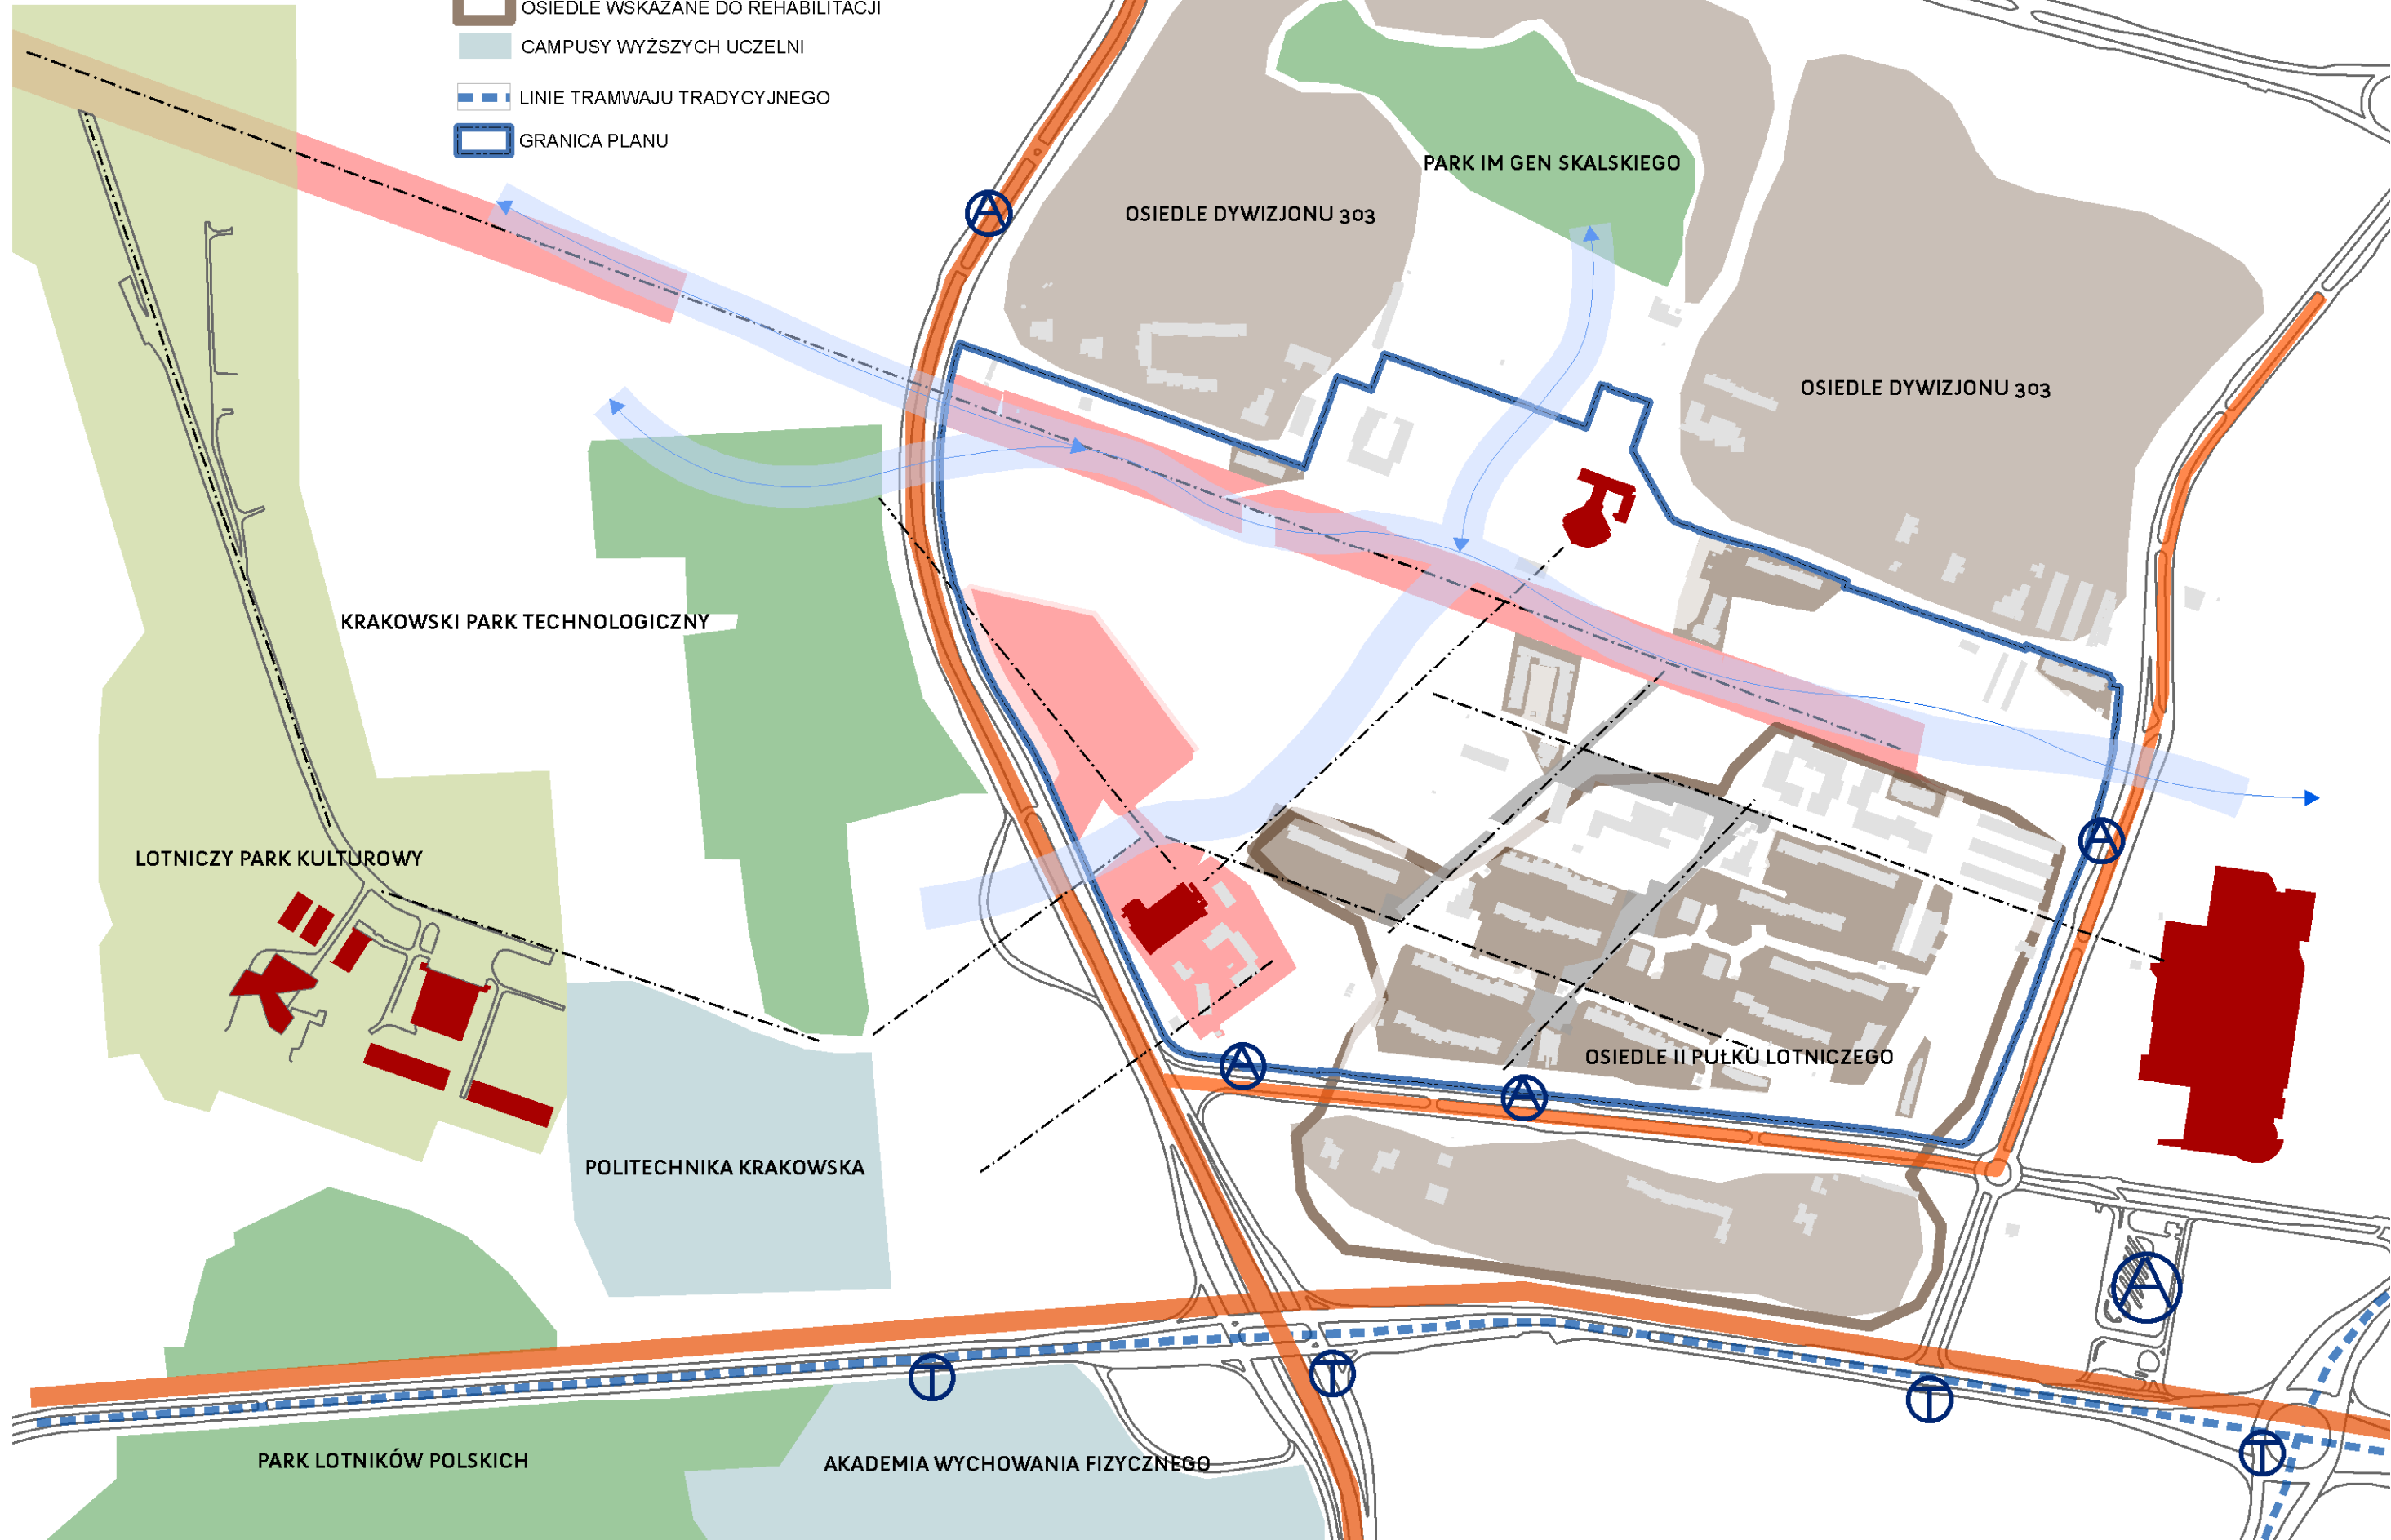 OSIEDLE WSKAZANE DO REHABILITACJI
CAMPUSY WYŻSZYCH UCZELNI
LINIE TRAMWAJU TRADYCYJNEGO
GRANICA PLANU
PARK IM GEN SKALSKIEGO
A
OSIEDLE DYWIZJONU 303
OSIEDLE DYWIZJONU 303
KRAKOWSKI PARK TECHNOLOGICZNY
A
LOTNICZY PARK KULTUROWY
OSIEDLE II PUŁKU LOTNICZEGO
A
A
POLITECHNIKA KRAKOWSKA
A
T
T
T
T
PARK LOTNIKÓW POLSKICH
AKADEMIA WYCHOWANIA FIZYCZNEGO